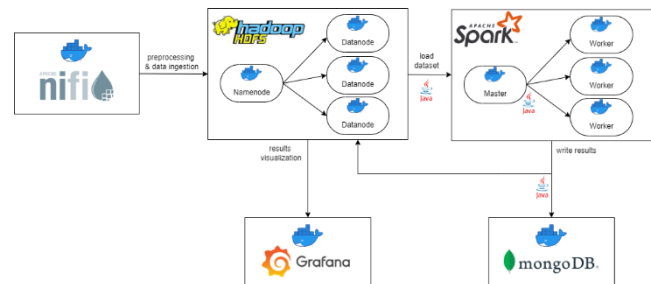 APACHE
nifi
preprocessing
& data ingestion
hadoop
HDFS
Namenode
Datanode
Datanode
Datanode
load
dataset
Java
APACHE
Spark
Master
Java
Worker
Worker
Worker
results
visualization
write results
Java
Grafana
mongoDB